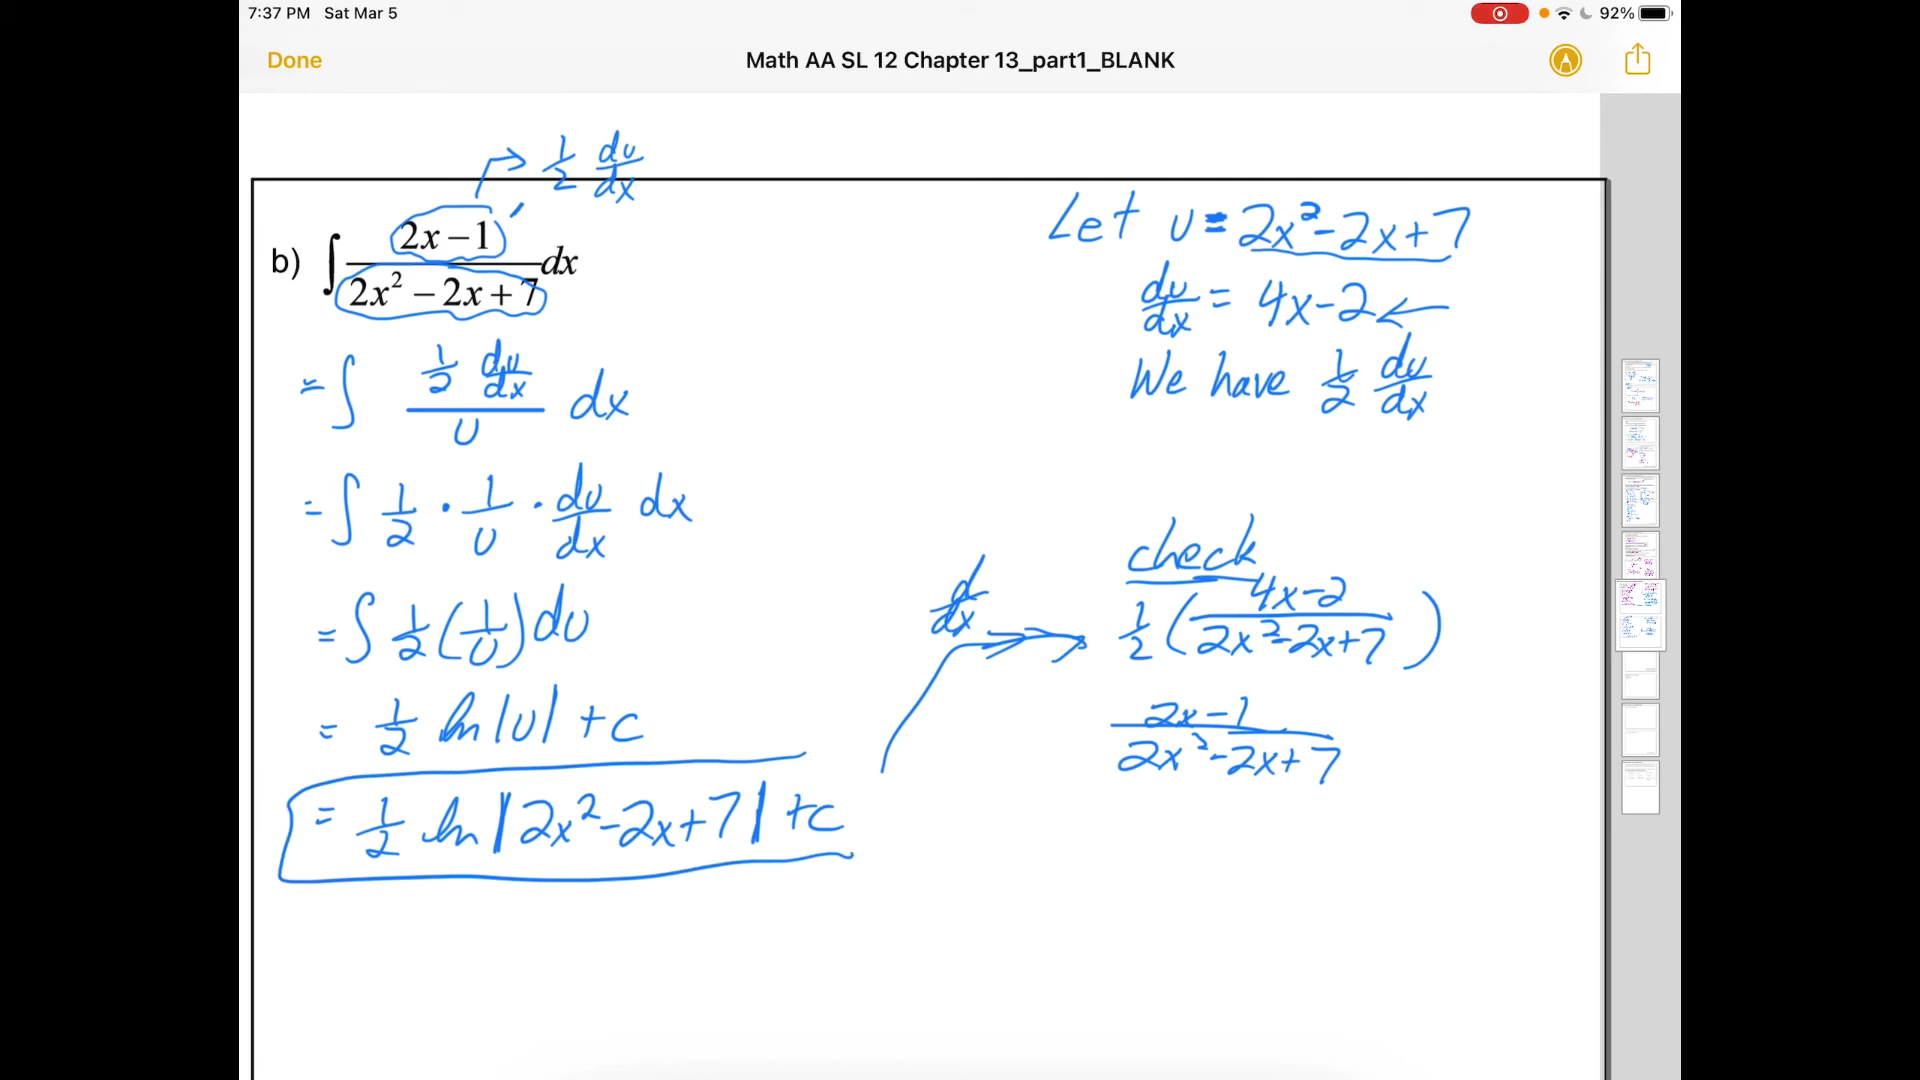 7:37 PM Sat Mar 5
92%
Done
Math AA SL 12 Chapter 13_part1_BLANK
→ 1/2 du/dx
b) ∫ (2x − 1)/(2x² − 2x + 7) dx
= ∫ (1/2 du/dx)/u dx
= ∫ 1/2 · 1/u · du/dx dx
= ∫ 1/2 (1/u) du
= 1/2 ln|u| + c
= 1/2 ln|2x²-2x+7| + c
Let u = 2x²-2x+7
du/dx = 4x-2 ←
We have 1/2 du/dx
check
d/dx
1/2 ( (4x-2)/(2x²-2x+7) )
(2x-1)/(2x²-2x+7)